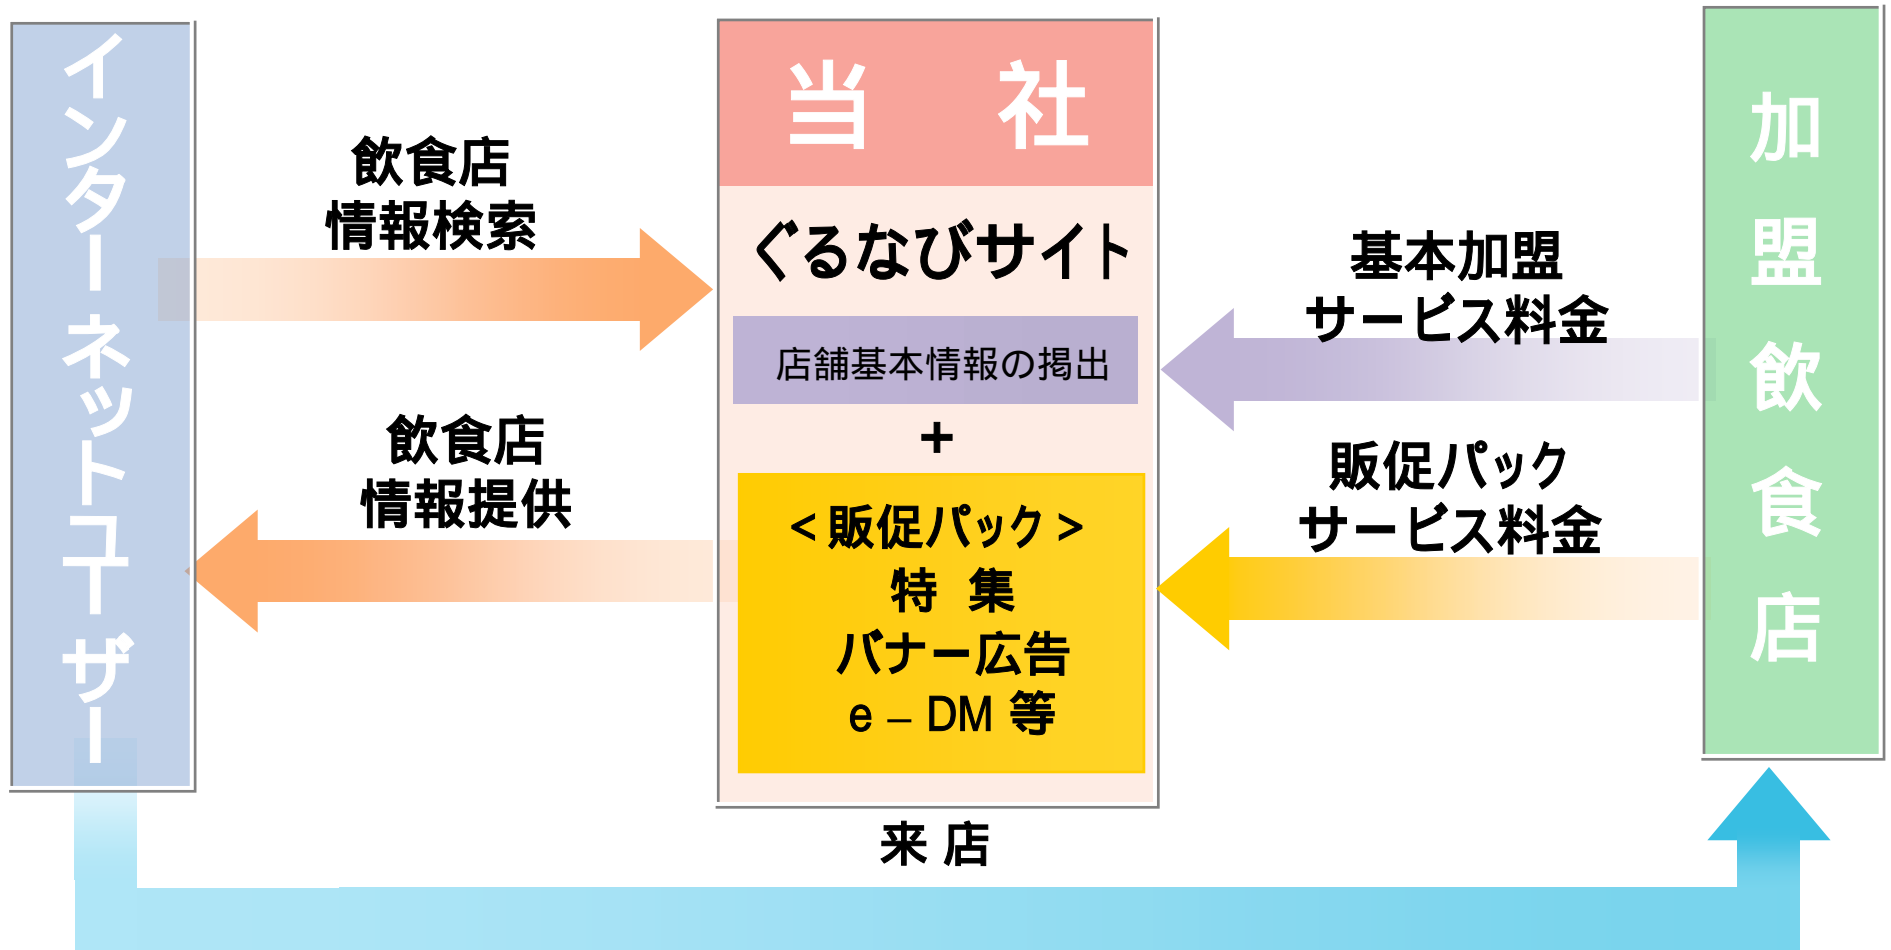 インターネットユーザー
飲食店
情報検索
飲食店
情報提供
当　社
ぐるなびサイト
店舗基本情報の掲出
＋
＜販促パック＞
特　集
バナー広告
e – DM 等
基本加盟
サービス料金
販促パック
サービス料金
加盟飲食店
来 店